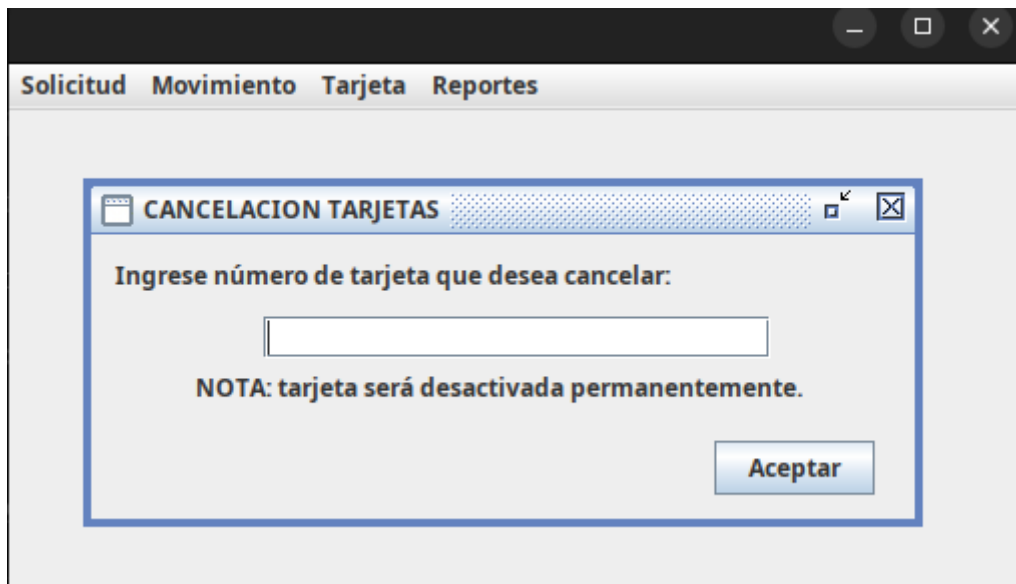 Solicitud Movimiento Tarjeta Reportes
CANCELACION TARJETAS
Ingrese número de tarjeta que desea cancelar:
NOTA: tarjeta será desactivada permanentemente.
Aceptar